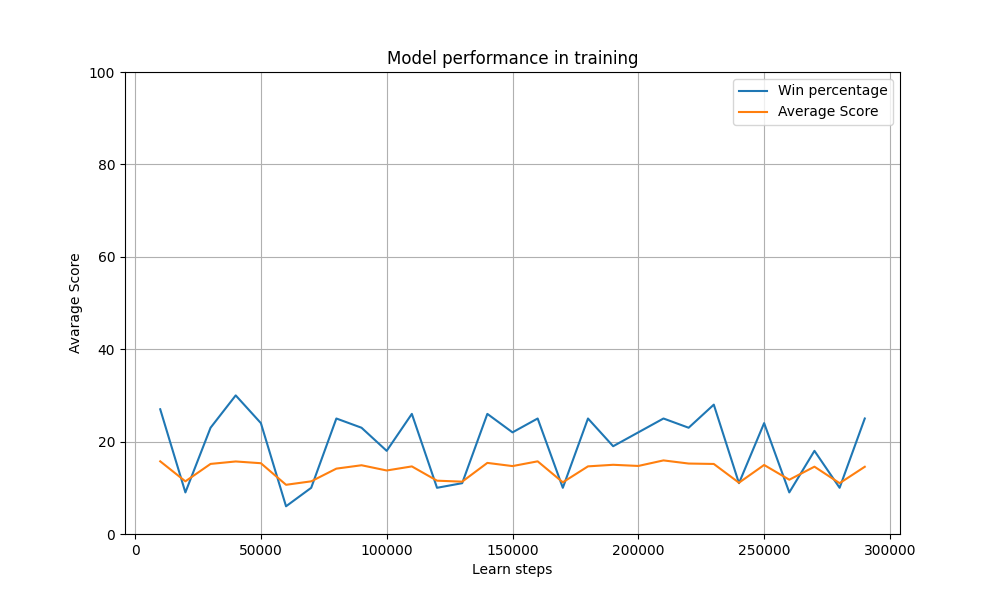 Model performance in training
Win percentage
Average Score
100
80
60
40
20
0
Avarage Score
0
50000
100000
150000
200000
250000
300000
Learn steps